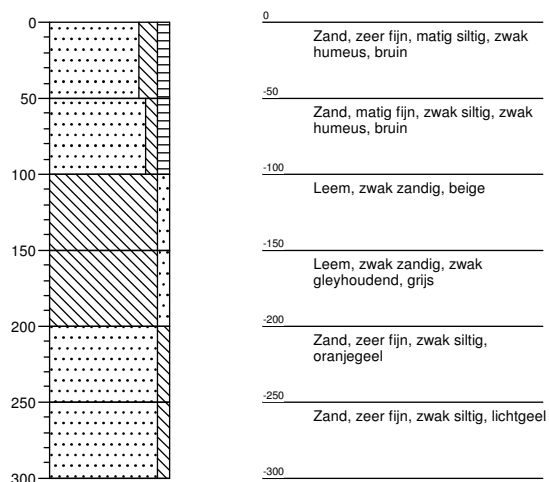 0
0
Zand, zeer fijn, matig siltig, zwak
humeus, bruin
50
-50
Zand, matig fijn, zwak siltig, zwak
humeus, bruin
100
-100
Leem, zwak zandig, beige
150
-150
Leem, zwak zandig, zwak
gleyhoudend, grijs
200
-200
Zand, zeer fijn, zwak siltig,
oranjegeel
250
-250
Zand, zeer fijn, zwak siltig, lichtgeel
300
-300